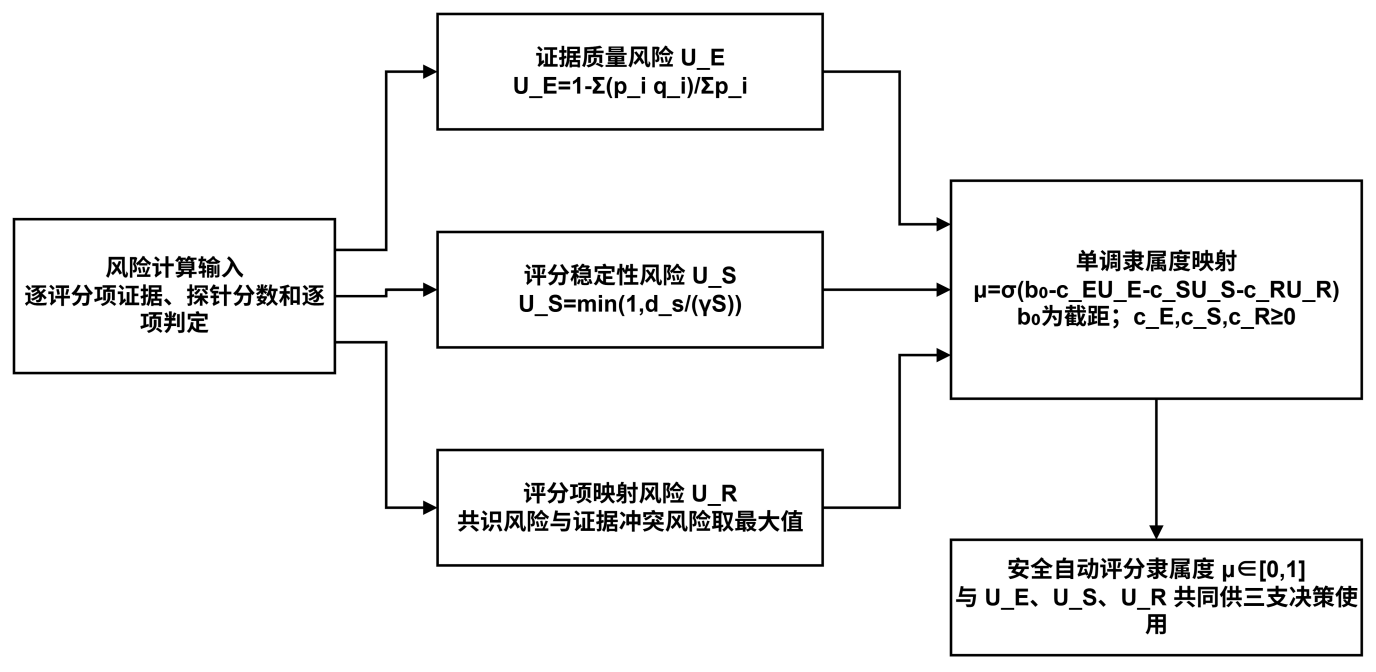 证据质量风险 U_E
U_E=1-Σ(p_i q_i)/Σp_i
风险计算输入
逐评分项证据、探针分数和逐
项判定
评分稳定性风险 U_S
U_S=min(1,d_s/(γS))
评分项映射风险 U_R
共识风险与证据冲突风险取最大值
单调隶属度映射
μ=σ(b₀-c_EU_E-c_SU_S-c_RU_R)
b₀为截距；c_E,c_S,c_R≥0
安全自动评分隶属度 μ∈[0,1]
与 U_E、U_S、U_R 共同供三支决策使
用